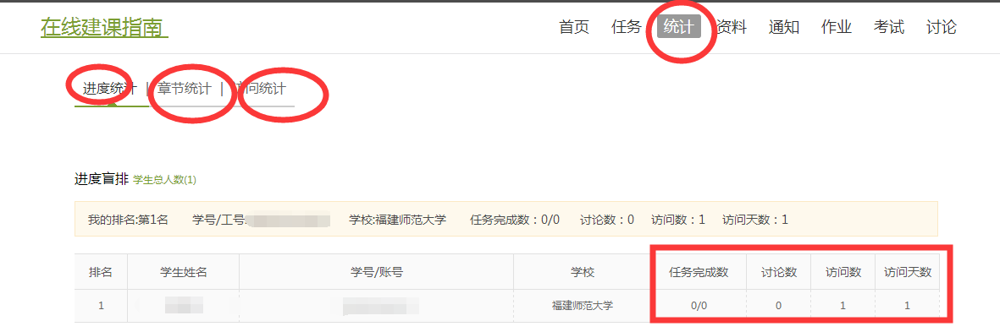 在线建课指南
首页 任务 统计 资料 通知 作业 考试 讨论
进度统计 | 章节统计 | 访问统计
进度盲排 学生总人数(1)
我的排名:第1名 学号/工号: 学校:福建师范大学 任务完成数：0/0 讨论数：0 访问数：1 访问天数：1
排名 学生姓名 学号/账号 学校 任务完成数 讨论数 访问数 访问天数
1 福建师范大学 0/0 0 1 1